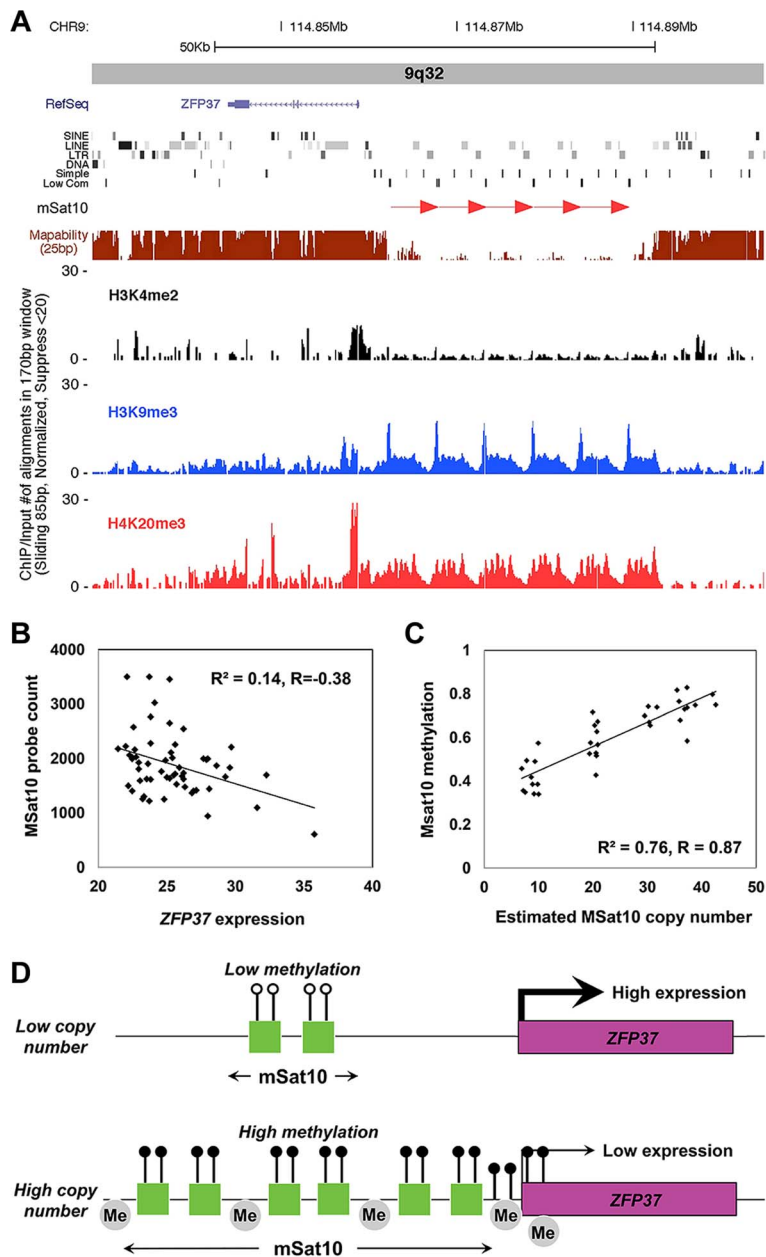 A
CHR9:
114.85Mb
114.87Mb
114.89Mb
50Kb
9q32
RefSeq
ZFP37
SINE
LINE
LTR
DNA
Simple
Low Com
mSat10
Mapability
(25bp)
30 -
H3K4me2
0 -
30 -
H3K9me3
0 -
30 -
H4K20me3
0 -
ChIP/Input #of alignments in 170bp window
(Sliding 85bp, Normalized, Suppress <20)
B
4000
3000
2000
1000
0
MSat10 probe count
R² = 0.14, R=-0.38
20
25
30
35
40
ZFP37 expression
C
1
0.8
0.6
0.4
0.2
0
Msat10 methylation
R² = 0.76, R = 0.87
0
10
20
30
40
50
Estimated MSat10 copy number
D
Low methylation
High expression
Low copy
number
ZFP37
mSat10
High methylation
Low expression
High copy
number
ZFP37
Me
Me
Me
Me
Me
mSat10